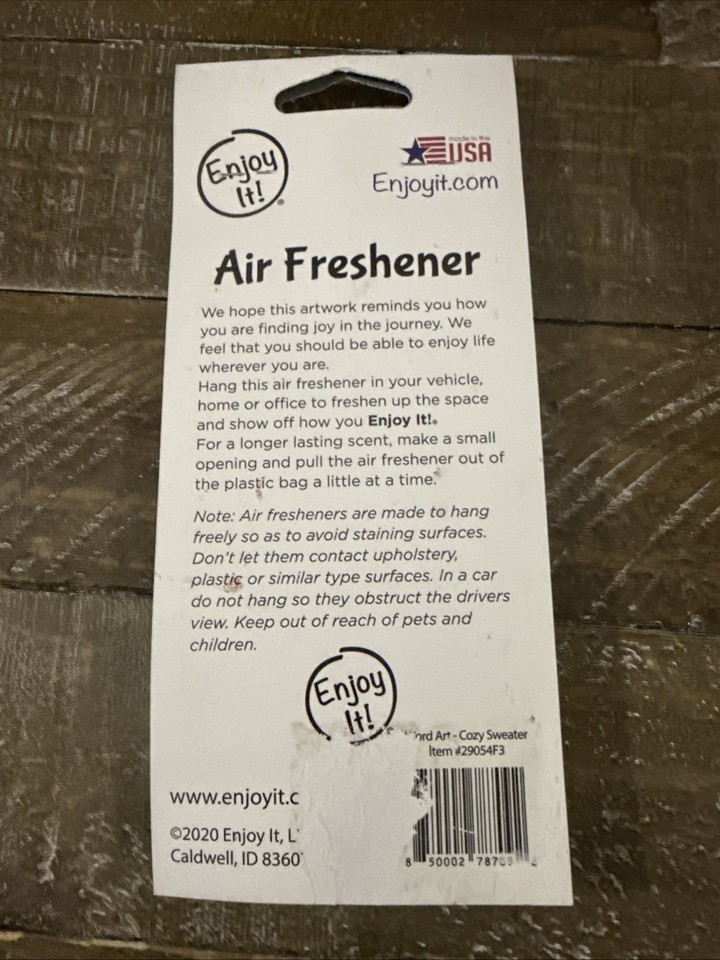 Enjoy
It!®
made in the
USA
Enjoyit.com
Air Freshener
We hope this artwork reminds you how
you are finding joy in the journey. We
feel that you should be able to enjoy life
wherever you are.
Hang this air freshener in your vehicle,
home or office to freshen up the space
and show off how you Enjoy It!®
For a longer lasting scent, make a small
opening and pull the air freshener out of
the plastic bag a little at a time.
Note: Air fresheners are made to hang
freely so as to avoid staining surfaces.
Don't let them contact upholstery,
plastic or similar type surfaces. In a car
do not hang so they obstruct the drivers
view. Keep out of reach of pets and
children.
Enjoy
It!
Art - Cozy Sweater
Item #29054F3
www.enjoyit.c
©2020 Enjoy It, L
Caldwell, ID 8360
8 50002